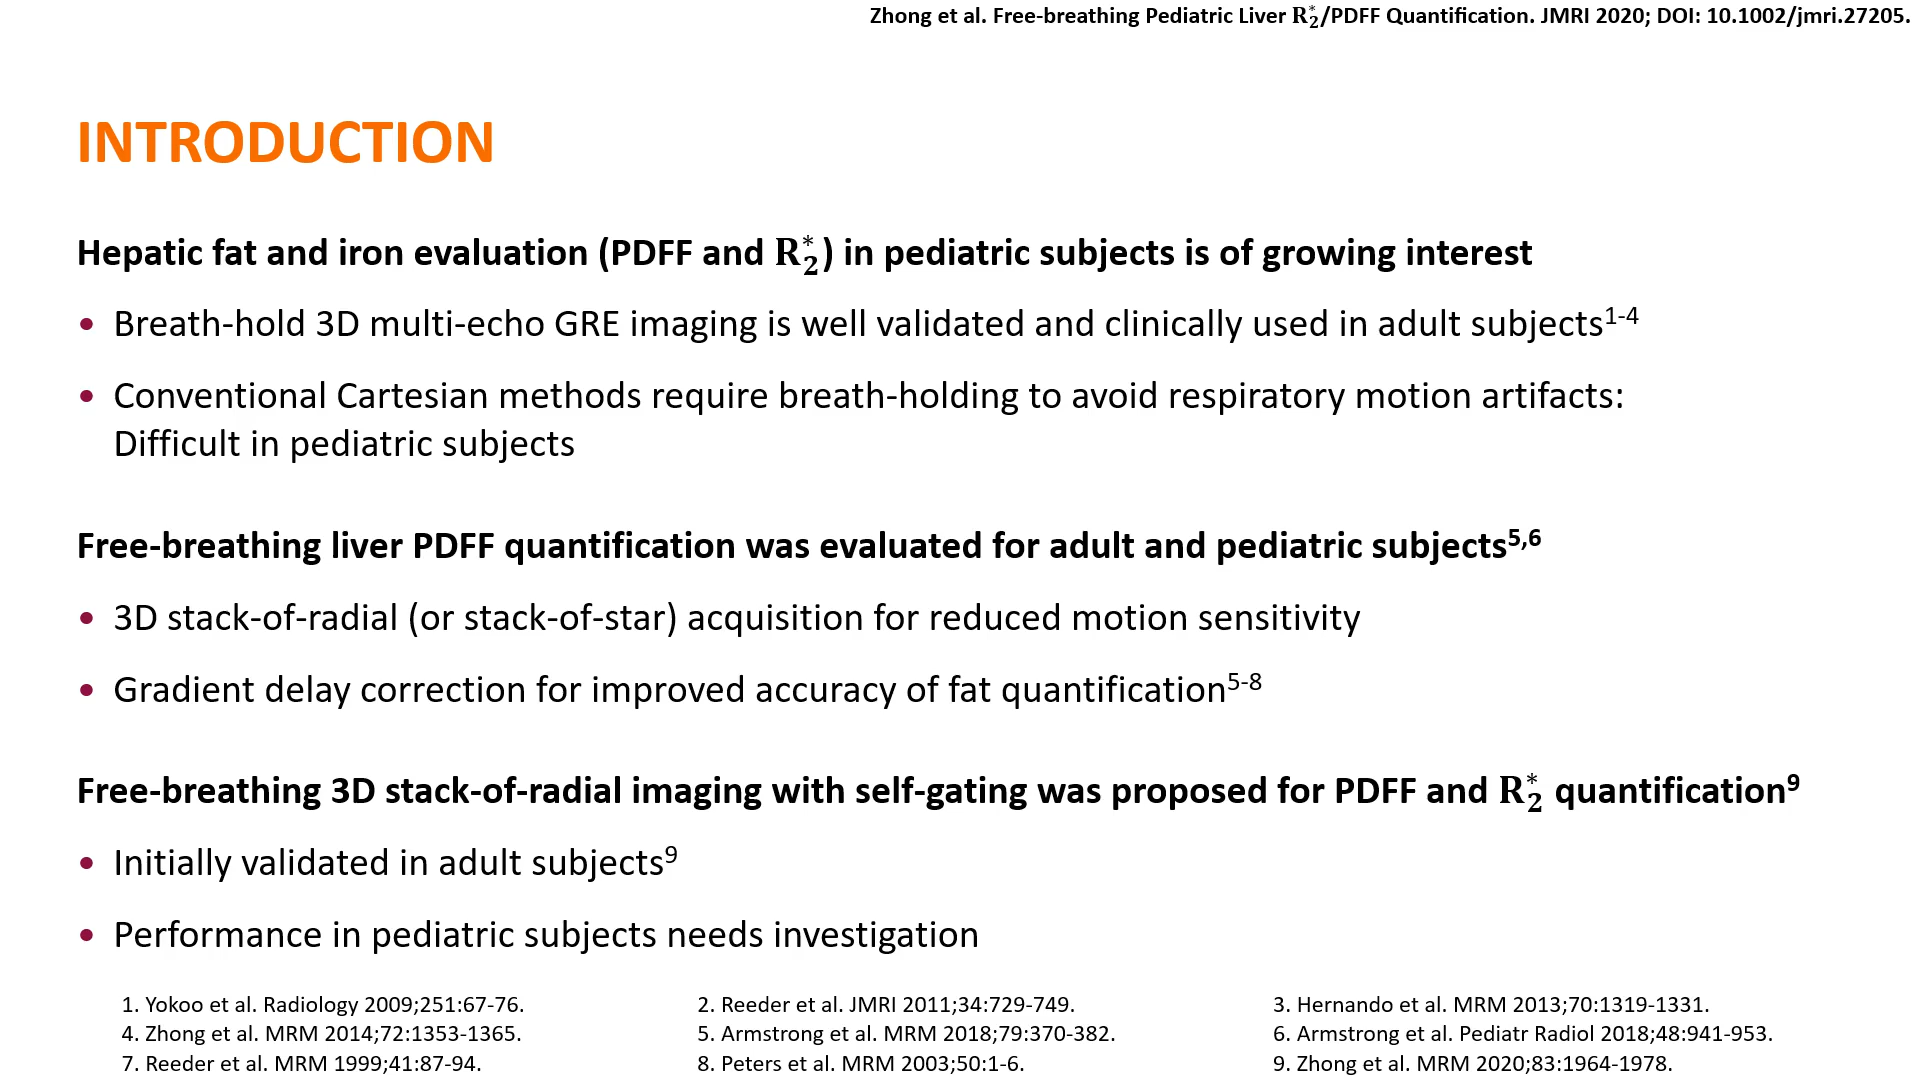 Zhong et al. Free-breathing Pediatric Liver R₂*/PDFF Quantification. JMRI 2020; DOI: 10.1002/jmri.27205.
INTRODUCTION
Hepatic fat and iron evaluation (PDFF and R₂*) in pediatric subjects is of growing interest
• Breath-hold 3D multi-echo GRE imaging is well validated and clinically used in adult subjects¹⁻⁴
• Conventional Cartesian methods require breath-holding to avoid respiratory motion artifacts:
Difficult in pediatric subjects
Free-breathing liver PDFF quantification was evaluated for adult and pediatric subjects⁵,⁶
• 3D stack-of-radial (or stack-of-star) acquisition for reduced motion sensitivity
• Gradient delay correction for improved accuracy of fat quantification⁵⁻⁸
Free-breathing 3D stack-of-radial imaging with self-gating was proposed for PDFF and R₂* quantification⁹
• Initially validated in adult subjects⁹
• Performance in pediatric subjects needs investigation
1. Yokoo et al. Radiology 2009;251:67-76.
2. Reeder et al. JMRI 2011;34:729-749.
3. Hernando et al. MRM 2013;70:1319-1331.
4. Zhong et al. MRM 2014;72:1353-1365.
5. Armstrong et al. MRM 2018;79:370-382.
6. Armstrong et al. Pediatr Radiol 2018;48:941-953.
7. Reeder et al. MRM 1999;41:87-94.
8. Peters et al. MRM 2003;50:1-6.
9. Zhong et al. MRM 2020;83:1964-1978.